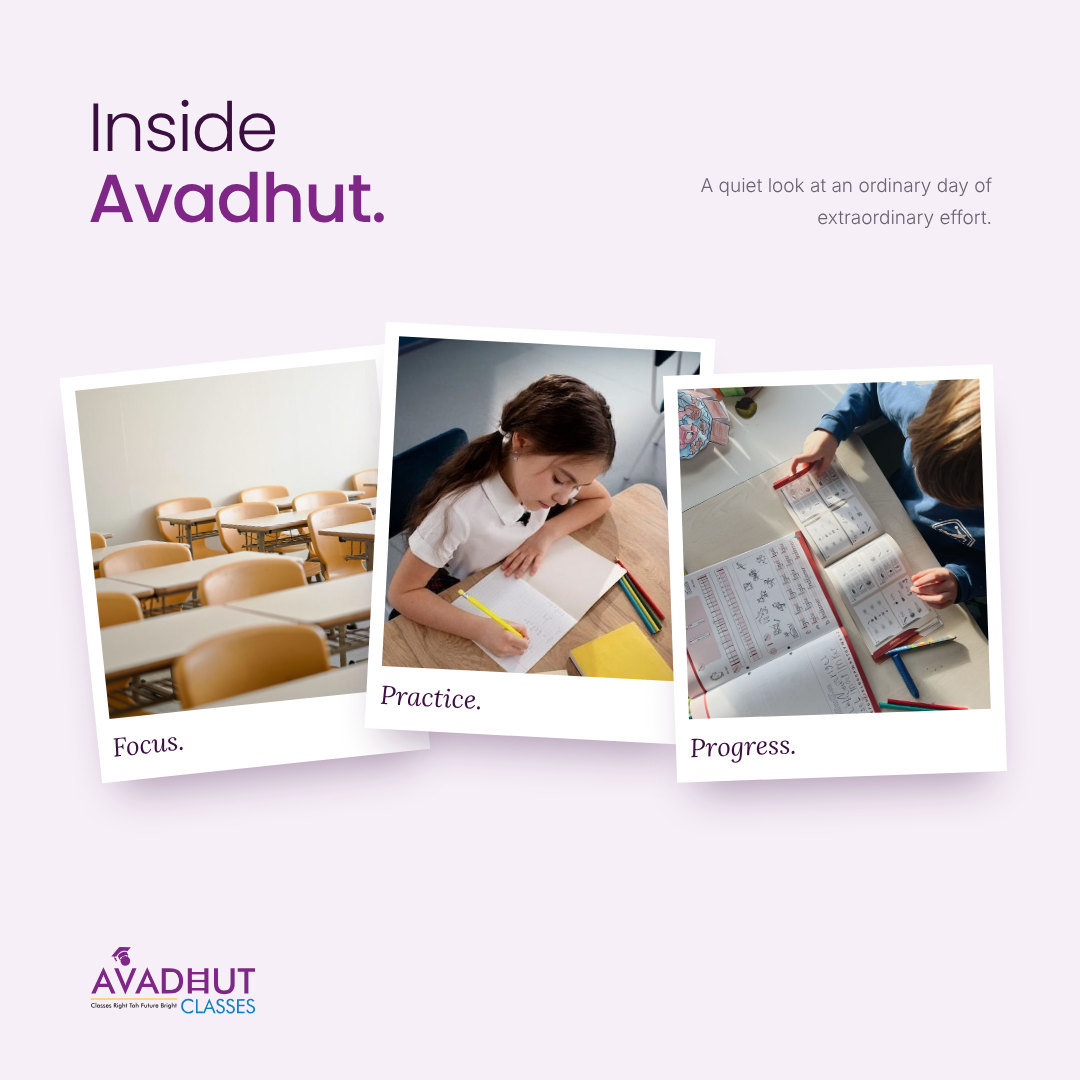 Inside
Avadhut.
A quiet look at an ordinary day of
extraordinary effort.
Focus.
Practice.
Progress.
AVADHUT
Classes Right Toh Future Bright
CLASSES